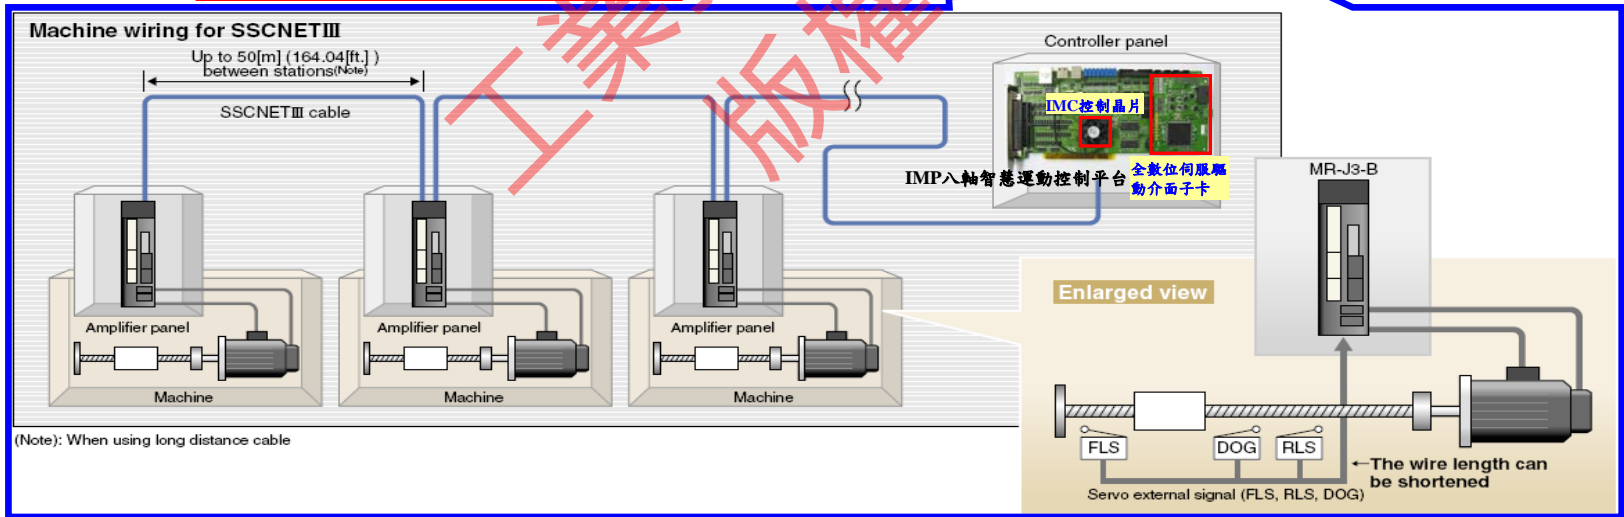 Machine wiring for SSCNETⅢ
Up to 50[m] (164.04[ft.] )
between stations(Note)
SSCNETⅢ cable
工業
版權
Controller panel
IMC控制晶片
IMP八軸智慧運動控制平台
全數位伺服驅
動介面子卡
MR-J3-B
Amplifier panel
Amplifier panel
Amplifier panel
Machine
Machine
Machine
(Note): When using long distance cable
Enlarged view
FLS
DOG
RLS
←The wire length can
be shortened
Servo external signal (FLS, RLS, DOG)